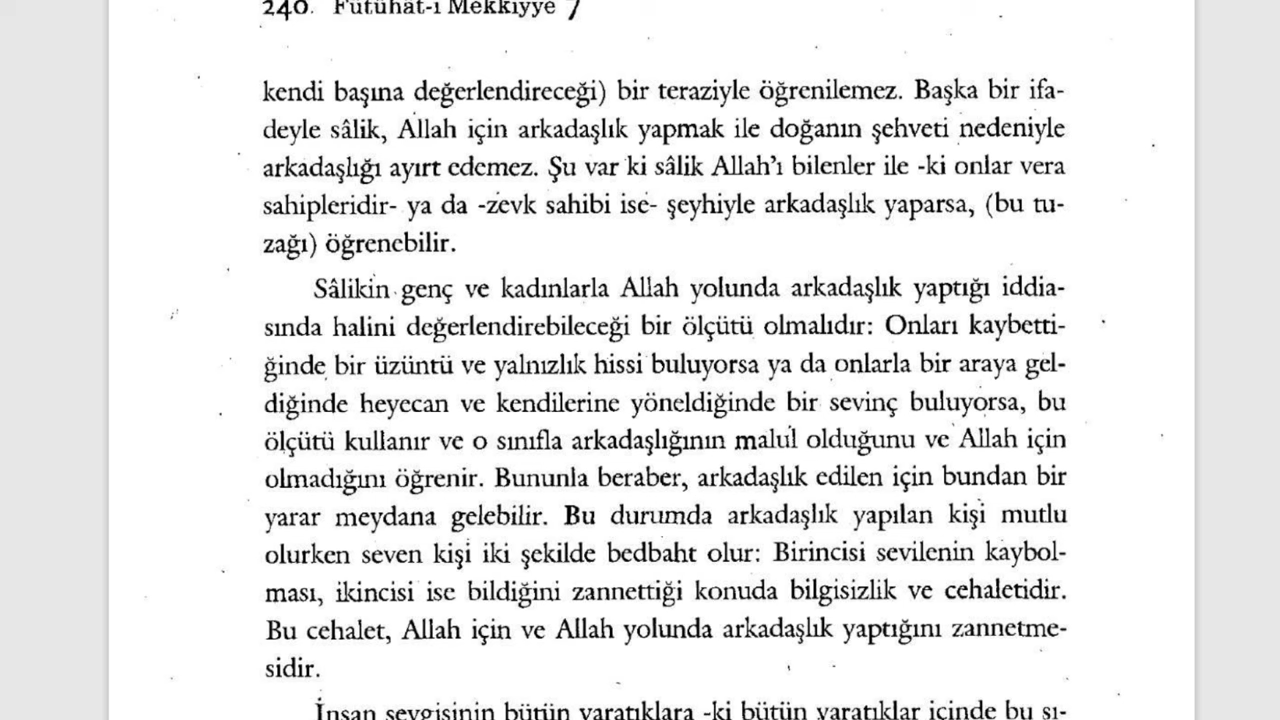 240. Fütûhât-ı Mekkiyye 7
kendi başına değerlendireceği) bir teraziyle öğrenilemez. Başka bir ifa-
deyle sâlik, Allah için arkadaşlık yapmak ile doğanın şehveti nedeniyle
arkadaşlığı ayırt edemez. Şu var ki sâlik Allah'ı bilenler ile -ki onlar vera
sahipleridir- ya da -zevk sahibi ise- şeyhiyle arkadaşlık yaparsa, (bu tu-
zağı) öğrenebilir.
Sâlikin genç ve kadınlarla Allah yolunda arkadaşlık yaptığı iddia-
sında halini değerlendirebileceği bir ölçütü olmalıdır: Onları kaybetti-
ğinde bir üzüntü ve yalnızlık hissi buluyorsa ya da onlarla bir araya gel-
diğinde heyecan ve kendilerine yöneldiğinde bir sevinç buluyorsa, bu
ölçütü kullanır ve o sınıfla arkadaşlığının malul olduğunu ve Allah için
olmadığını öğrenir. Bununla beraber, arkadaşlık edilen için bundan bir
yarar meydana gelebilir. Bu durumda arkadaşlık yapılan kişi mutlu
olurken seven kişi iki şekilde bedbaht olur: Birincisi sevilenin kaybol-
ması, ikincisi ise bildiğini zannettiği konuda bilgisizlik ve cehaletidir.
Bu cehalet, Allah için ve Allah yolunda arkadaşlık yaptığını zannetme-
sidir.
İnsan sevgisinin bütün yaratıklara -ki bütün yaratıklar içinde bu sı-